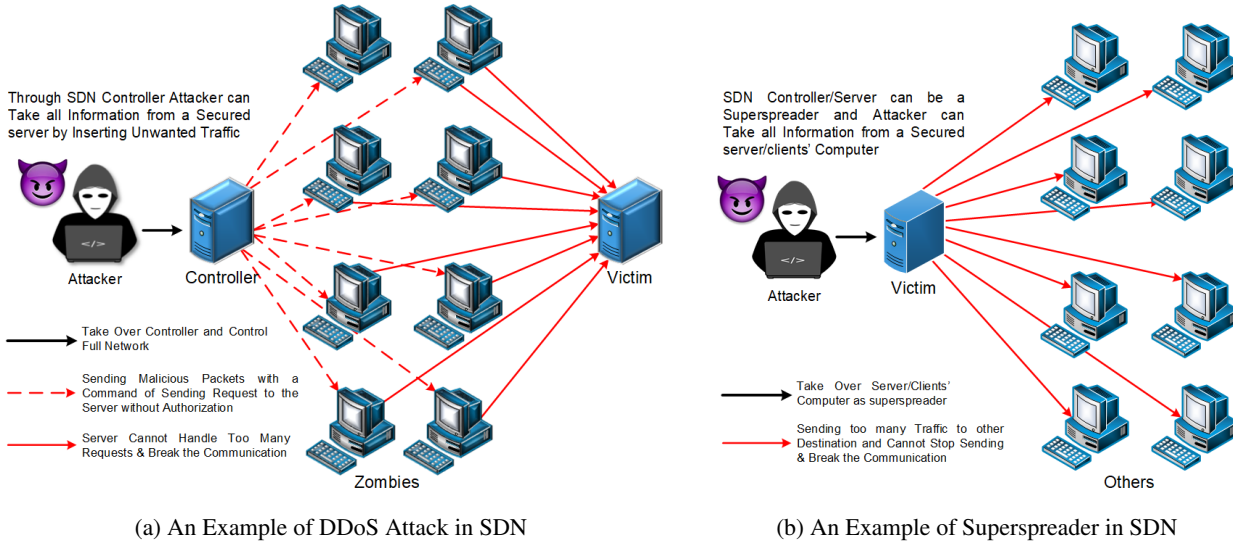 Through SDN Controller Attacker can
Take all Information from a Secured
server by Inserting Unwanted Traffic
</>
Attacker
Controller
Victim
Take Over Controller and Control
Full Network
Sending Malicious Packets with a
Command of Sending Request to the
Server without Authorization
Server Cannot Handle Too Many
Requests & Break the Communication
Zombies
(a) An Example of DDoS Attack in SDN
SDN Controller/Server can be a
Superspreader and Attacker can
Take all Information from a Secured
server/clients' Computer
</>
Attacker
Victim
Take Over Server/Clients'
Computer as superspreader
Sending too many Traffic to other
Destination and Cannot Stop Sending
& Break the Communication
Others
(b) An Example of Superspreader in SDN